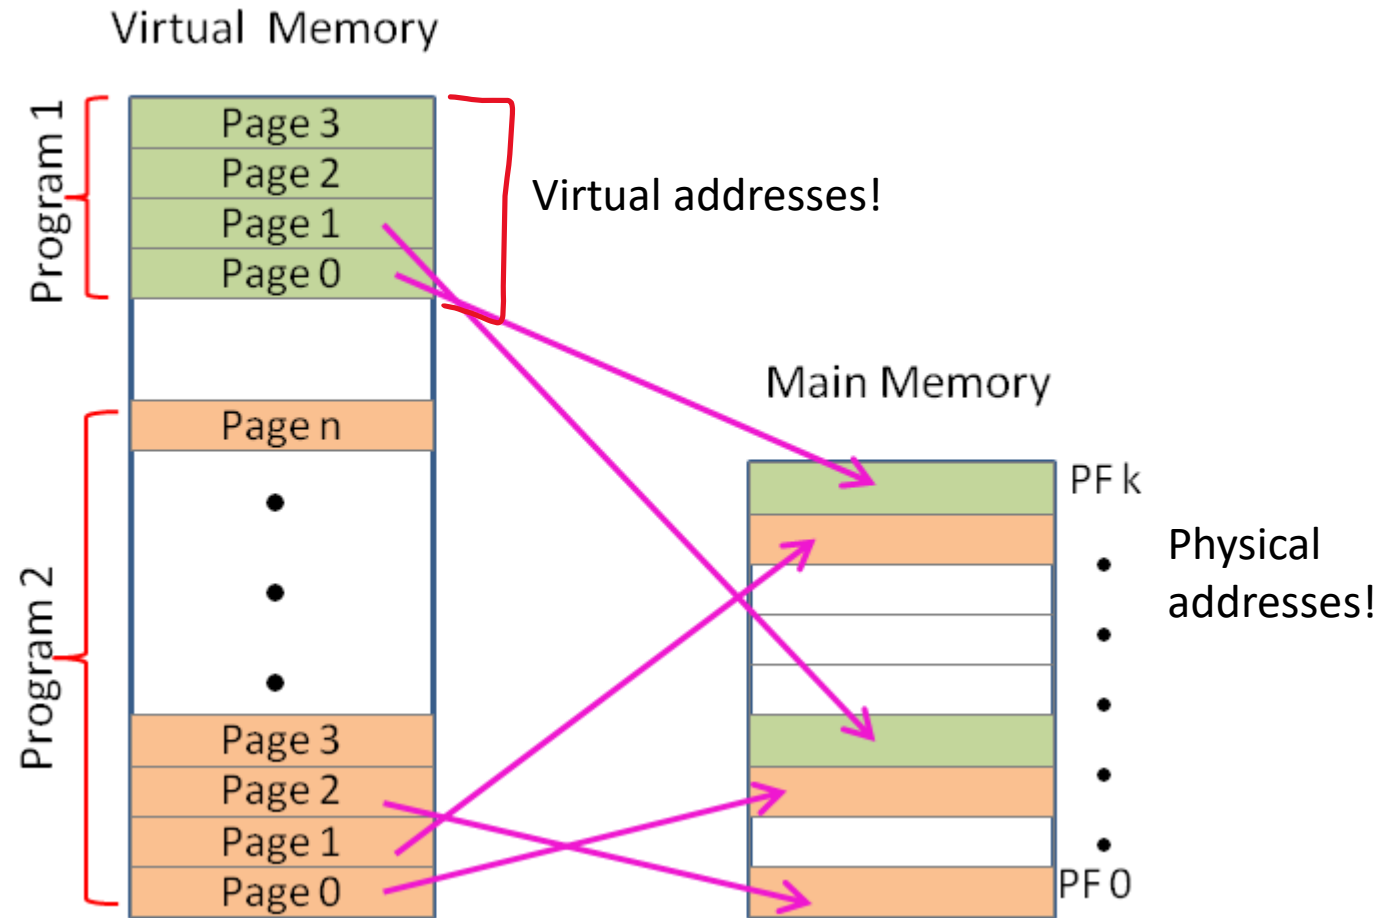 Virtual Memory
Program 1
Page 3
Page 2
Page 1
Page 0
Virtual addresses!
Program 2
Page n
Page 3
Page 2
Page 1
Page 0
Main Memory
PF k
Physical
addresses!
PF 0